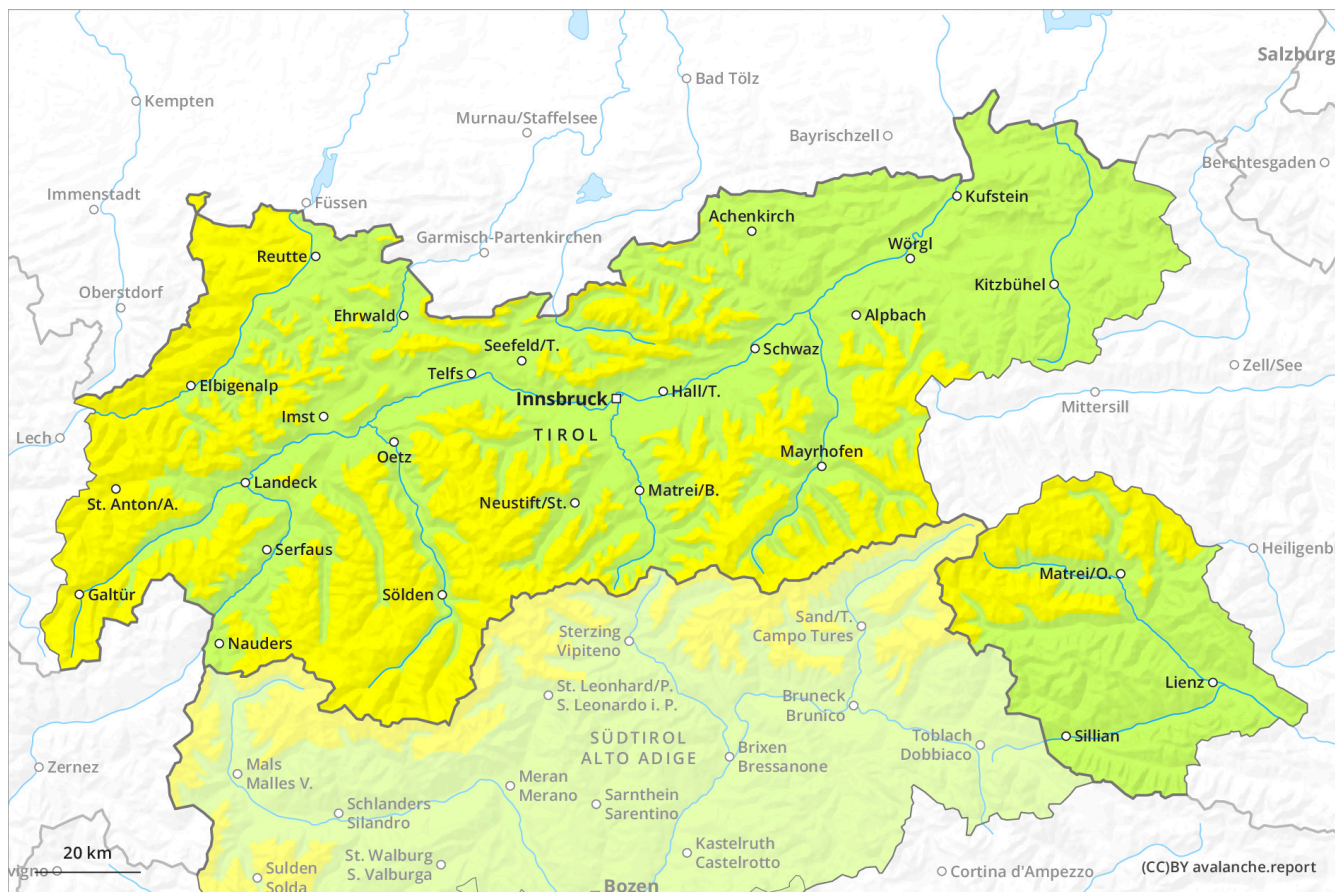 Salzburg
Bad Tölz
Kempten
Murnau/Staffelsee
Bayrischzell
Berchtesgaden
Immenstadt
Füssen
Kufstein
Achenkirch
Garmisch-Partenkirchen
Wörgl
Reutte
Kitzbühel
Oberstdorf
Ehrwald
Alpbach
Seefeld/T.
Schwaz
Telfs
Zell/See
Elbigenalp
Hall/T.
Innsbruck
Mittersill
Imst
TIROL
Lech
Oetz
Mayrhofen
Landeck
Matrei/B.
St. Anton/A.
Neustift/St.
Serfaus
Heiligenb
Matrei/O.
Galtür
Sölden
Sand/T.
Campo Tures
Sterzing
Vipiteno
Nauders
Lienz
St. Leonhard/P.
S. Leonardo i. P.
Bruneck
Brunico
Sillian
SÜDTIROL
ALTO ADIGE
Toblach
Dobbiaco
Brixen
Bressanone
Zernez
Mals
Malles V.
Meran
Merano
Schlanders
Silandro
Sarnthein
Sarentino
Kastelruth
Castelrotto
20 km
St. Walburg
S. Valburga
vigno
Sulden
Solda
Cortina d'Ampezzo
(CC)BY avalanche.report
Bozen